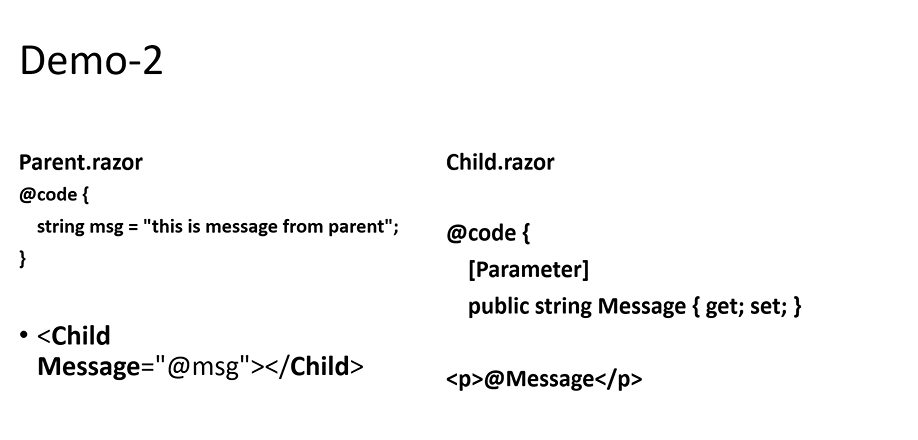 Demo-2
Parent.razor
@code {
string msg = "this is message from parent";
}
• <Child
Message="@msg"></Child>
Child.razor
@code {
[Parameter]
public string Message { get; set; }
<p>@Message</p>